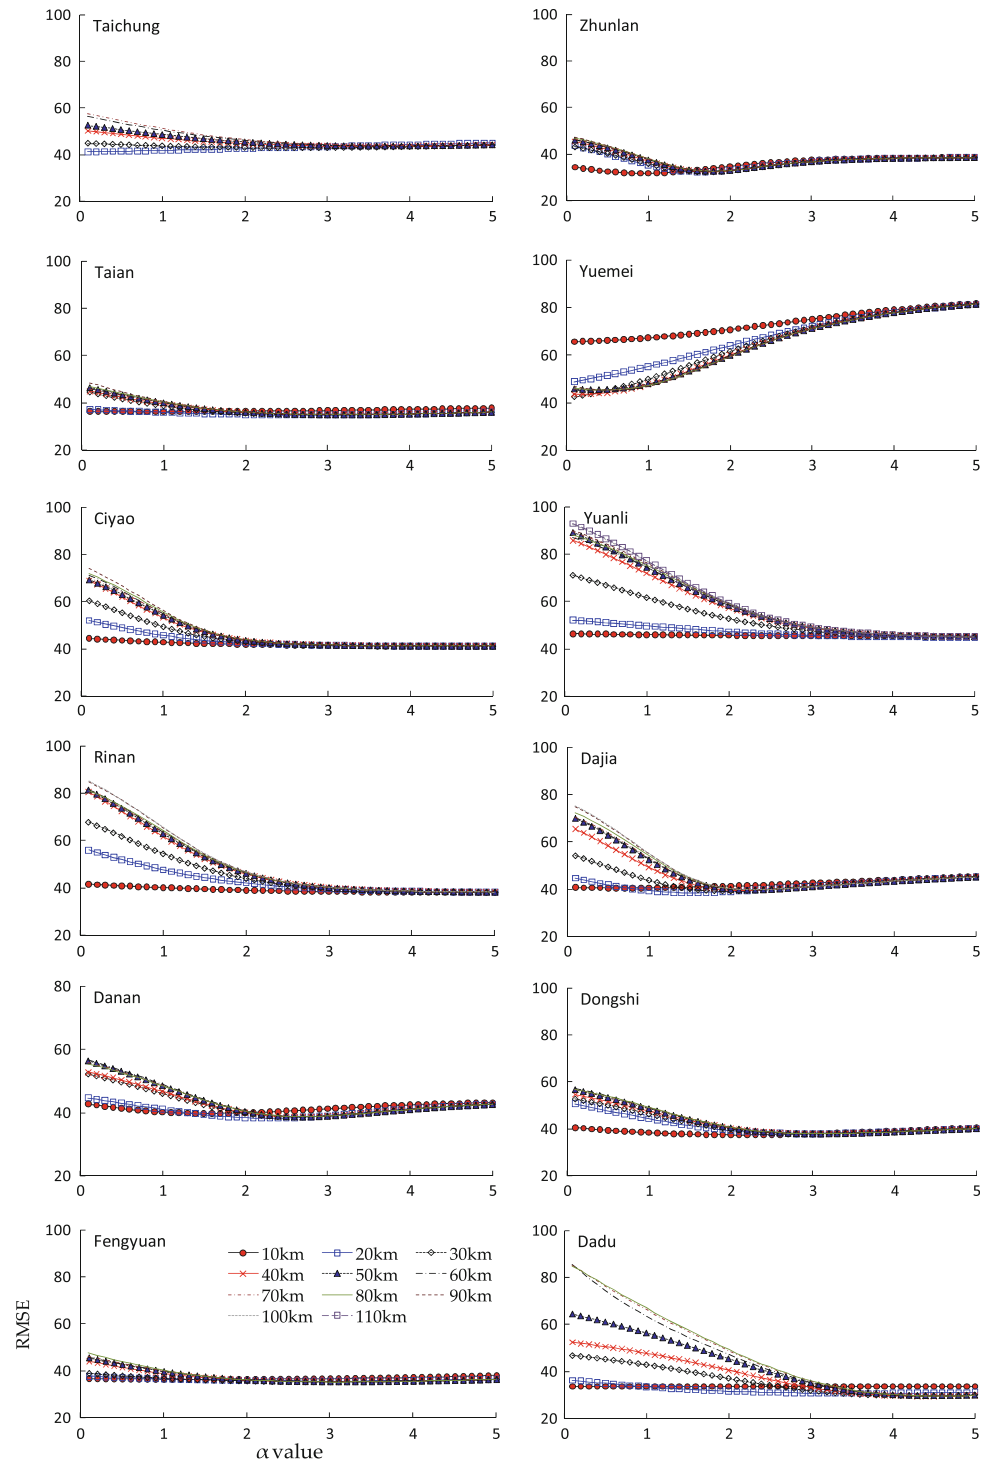 100 Taichung
80
60
40
20
0 1 2 3 4 5
100 Zhunlan
80
60
40
20
0 1 2 3 4 5
100 Taian
80
60
40
20
0 1 2 3 4 5
100 Yuemei
80
60
40
20
0 1 2 3 4 5
100 Ciyao
80
60
40
20
0 1 2 3 4 5
100 Yuanli
80
60
40
20
0 1 2 3 4 5
100 Rinan
80
60
40
20
0 1 2 3 4 5
100 Dajia
80
60
40
20
0 1 2 3 4 5
80 Danan
60
40
20
0 1 2 3 4 5
100 Dongshi
80
60
40
20
0 1 2 3 4 5
100 Fengyuan
80
60
40
20
0 1 2 3 4 5
10km 20km 30km
40km 50km 60km
70km 80km 90km
100km 110km
RMSE
α value
100 Dadu
80
60
40
20
0 1 2 3 4 5